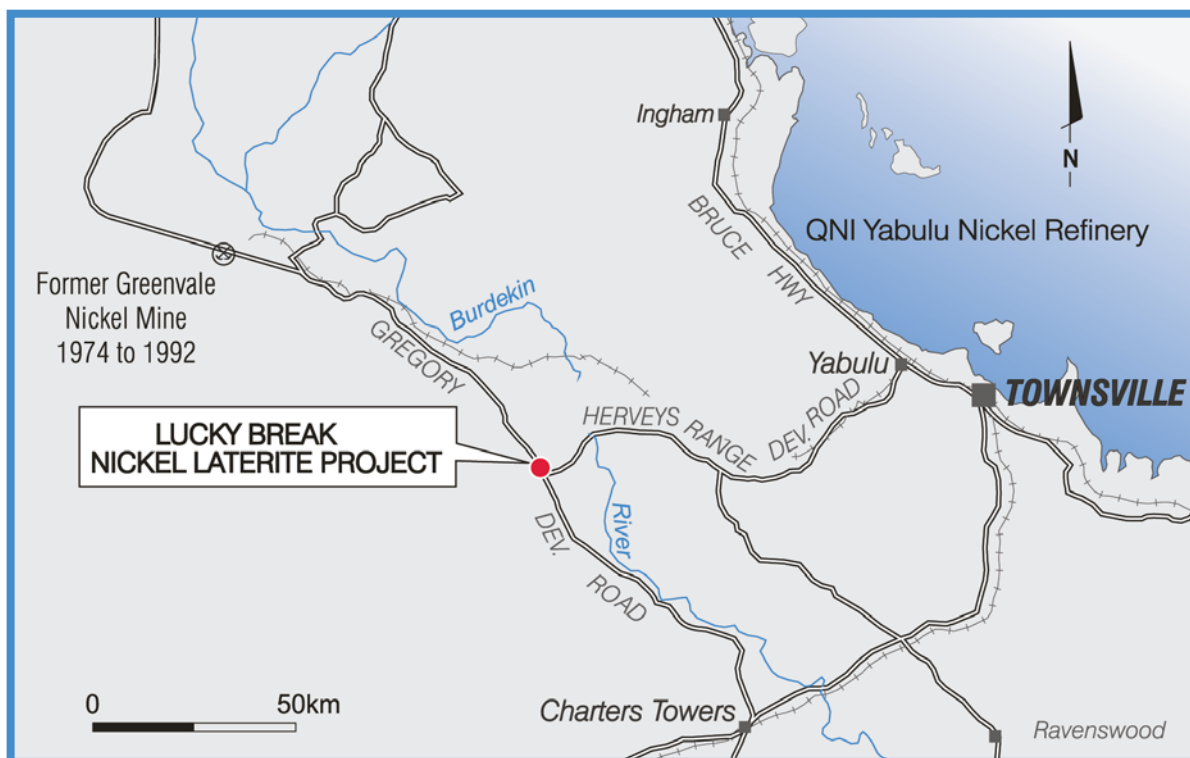 Ingham
N
BRUCE HWY
QNI Yabulu Nickel Refinery
Former Greenvale
Nickel Mine
1974 to 1992
Burdekin
GREGORY
Yabulu
TOWNSVILLE
HERVEYS RANGE
DEV. ROAD
LUCKY BREAK
NICKEL LATERITE PROJECT
River
DEV. ROAD
0
50km
Charters Towers
Ravenswood